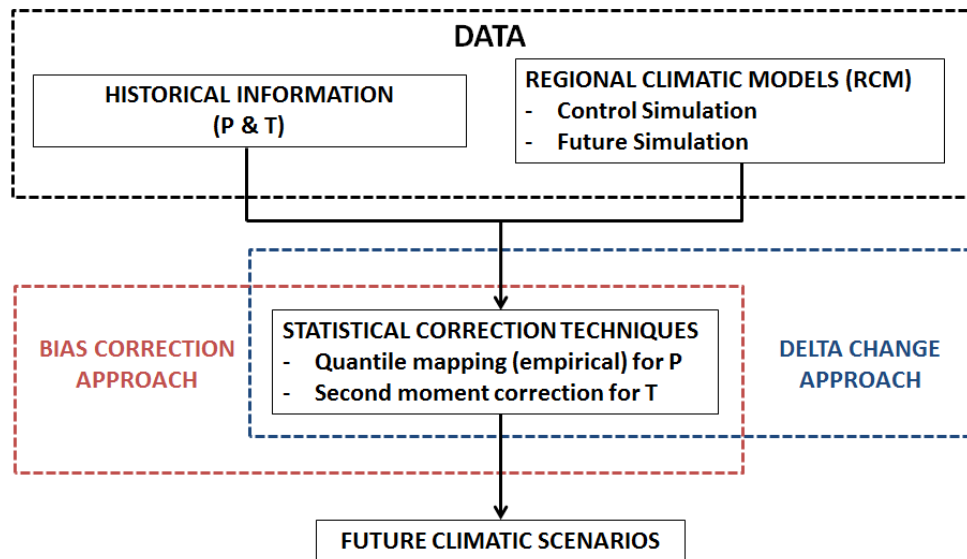 DATA
HISTORICAL INFORMATION
(P & T)
REGIONAL CLIMATIC MODELS (RCM)
- Control Simulation
- Future Simulation
BIAS CORRECTION
APPROACH
STATISTICAL CORRECTION TECHNIQUES
- Quantile mapping (empirical) for P
- Second moment correction for T
DELTA CHANGE
APPROACH
FUTURE CLIMATIC SCENARIOS